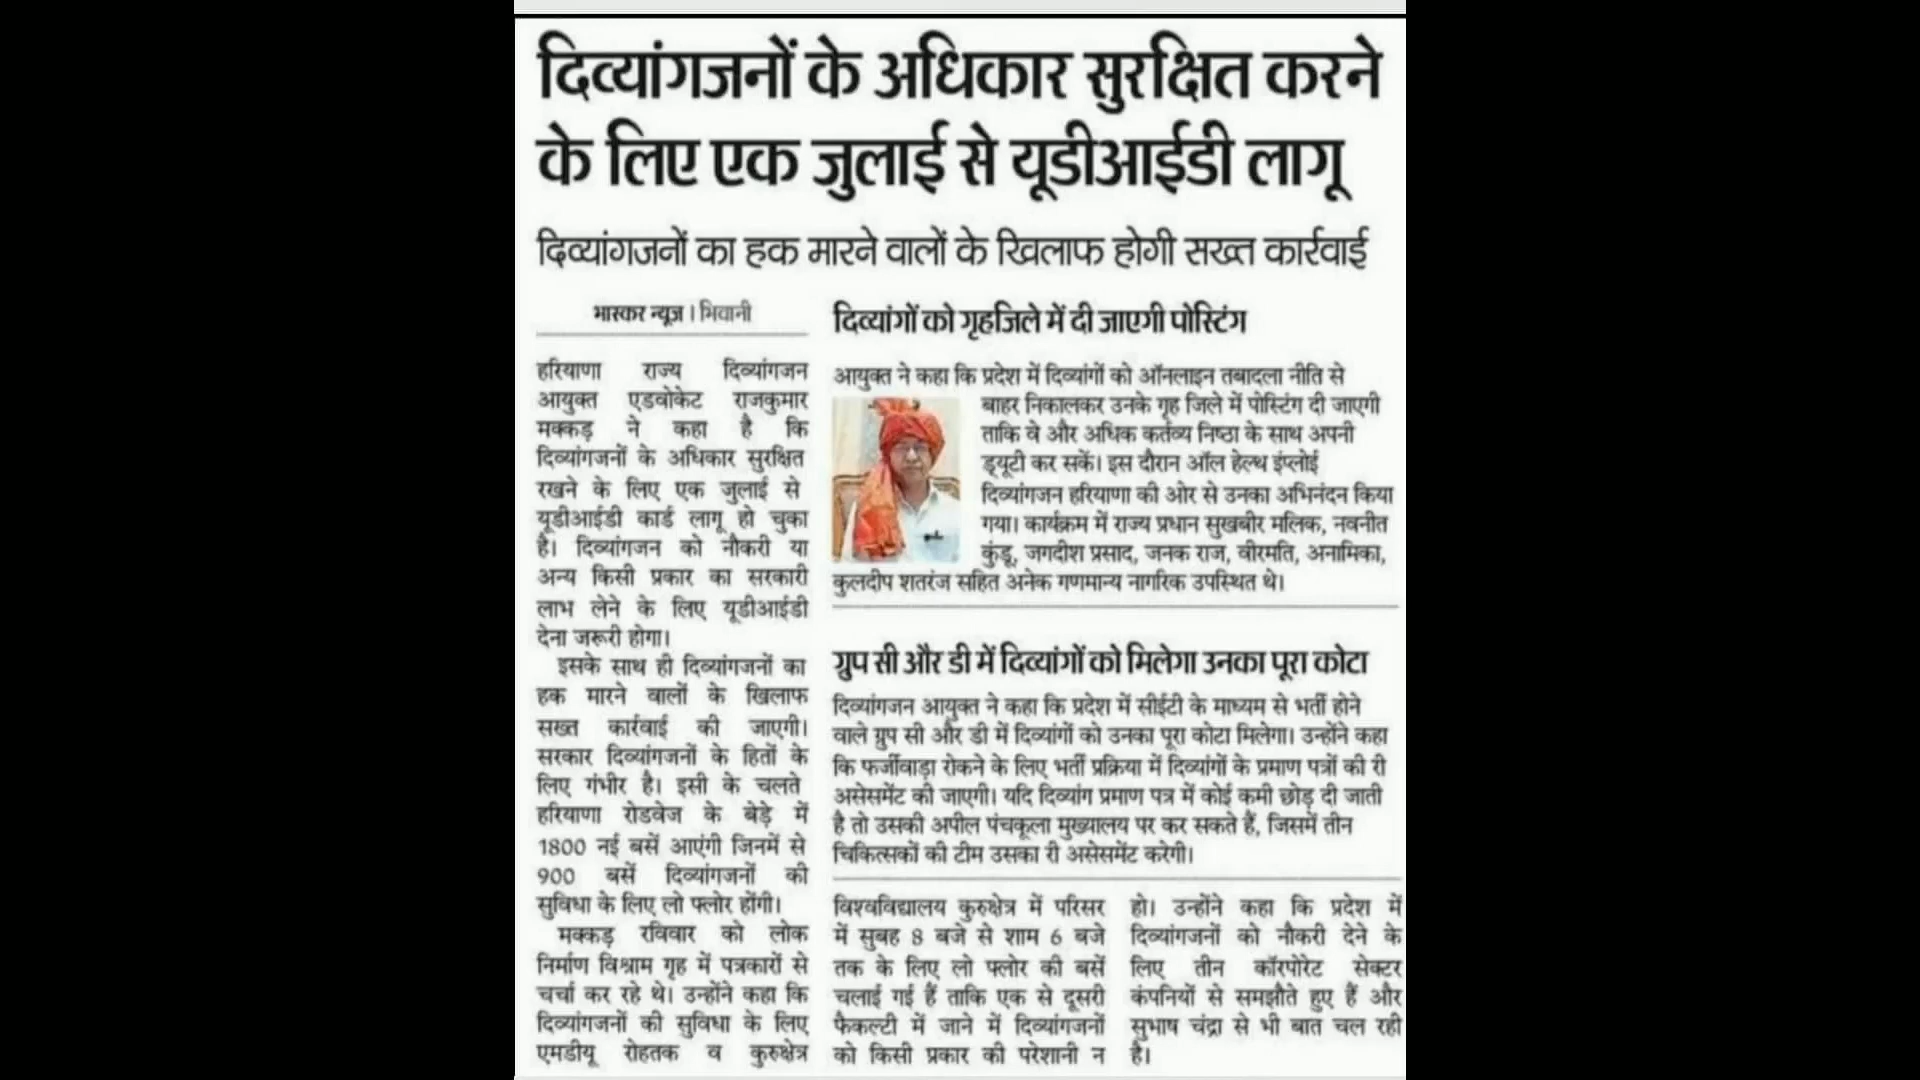 दिव्यांगजनों के अधिकार सुरक्षित करने
के लिए एक जुलाई से यूडीआईडी लागू
दिव्यांगजनों का हक मारने वालों के खिलाफ होगी सख्त कार्रवाई
भास्कर न्यूज | भिवानी
हरियाणा राज्य दिव्यांगजन
आयुक्त एडवोकेट राजकुमार
मक्कड़ ने कहा है कि
दिव्यांगजनों के अधिकार सुरक्षित
रखने के लिए एक जुलाई से
यूडीआईडी कार्ड लागू हो चुका
है। दिव्यांगजन को नौकरी या
अन्य किसी प्रकार का सरकारी
लाभ लेने के लिए यूडीआईडी
देना जरूरी होगा।
इसके साथ ही दिव्यांगजनों का
हक मारने वालों के खिलाफ
सख्त कार्रवाई की जाएगी।
सरकार दिव्यांगजनों के हितों के
लिए गंभीर है। इसी के चलते
हरियाणा रोडवेज के बेड़े में
1800 नई बसें आएंगी जिनमें से
900 बसें दिव्यांगजनों की
सुविधा के लिए लो फ्लोर होंगी।
मक्कड़ रविवार को लोक
निर्माण विश्राम गृह में पत्रकारों से
चर्चा कर रहे थे। उन्होंने कहा कि
दिव्यांगजनों की सुविधा के लिए
एमडीयू रोहतक व कुरुक्षेत्र
दिव्यांगों को गृहजिले में दी जाएगी पोस्टिंग
आयुक्त ने कहा कि प्रदेश में दिव्यांगों को ऑनलाइन तबादला नीति से
बाहर निकालकर उनके गृह जिले में पोस्टिंग दी जाएगी
ताकि वे और अधिक कर्तव्य निष्ठा के साथ अपनी
ड्यूटी कर सकें। इस दौरान ऑल हेल्थ इंप्लोई
दिव्यांगजन हरियाणा की ओर से उनका अभिनंदन किया
गया। कार्यक्रम में राज्य प्रधान सुखबीर मलिक, नवनीत
कुंडू, जगदीश प्रसाद, जनक राज, वीरमति, अनामिका,
कुलदीप शतरंज सहित अनेक गणमान्य नागरिक उपस्थित थे।
ग्रुप सी और डी में दिव्यांगों को मिलेगा उनका पूरा कोटा
दिव्यांगजन आयुक्त ने कहा कि प्रदेश में सीईटी के माध्यम से भर्ती होने
वाले ग्रुप सी और डी में दिव्यांगों को उनका पूरा कोटा मिलेगा। उन्होंने कहा
कि फर्जीवाड़ा रोकने के लिए भर्ती प्रक्रिया में दिव्यांगों के प्रमाण पत्रों की री
असेसमेंट की जाएगी। यदि दिव्यांग प्रमाण पत्र में कोई कमी छोड़ दी जाती
है तो उसकी अपील पंचकूला मुख्यालय पर कर सकते हैं, जिसमें तीन
चिकित्सकों की टीम उसका री असेसमेंट करेगी।
विश्वविद्यालय कुरुक्षेत्र में परिसर
में सुबह 8 बजे से शाम 6 बजे
तक के लिए लो फ्लोर की बसें
चलाई गई हैं ताकि एक से दूसरी
फैकल्टी में जाने में दिव्यांगजनों
को किसी प्रकार की परेशानी न
हो। उन्होंने कहा कि प्रदेश में
दिव्यांगजनों को नौकरी देने के
लिए तीन कॉरपोरेट सेक्टर
कंपनियों से समझौते हुए हैं और
सुभाष चंद्रा से भी बात चल रही
है।